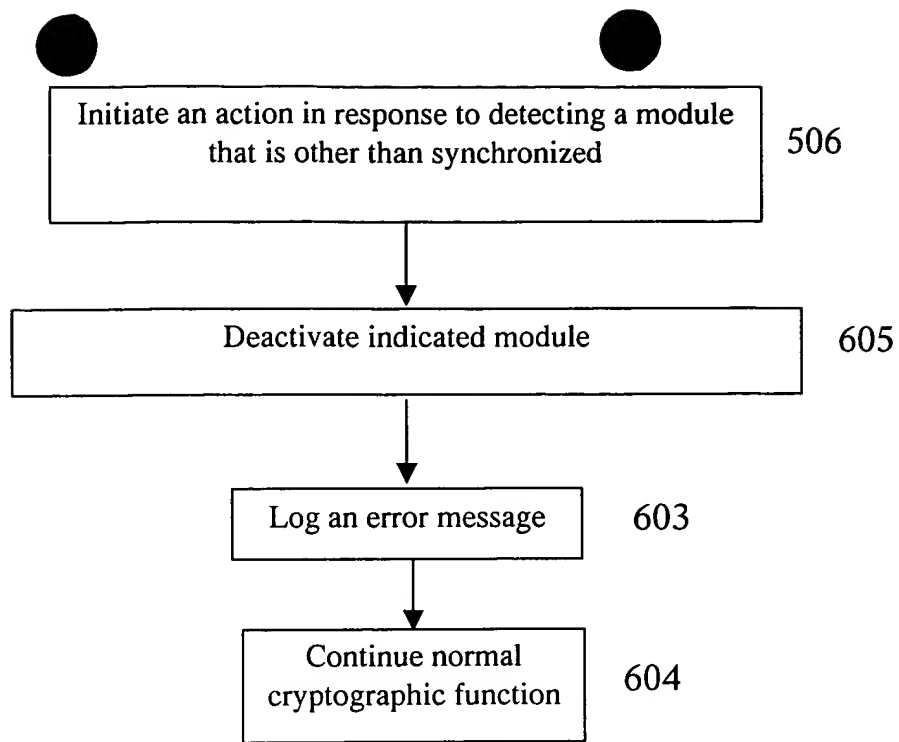 Initiate an action in response to detecting a module
that is other than synchronized
506
Deactivate indicated module
605
Log an error message
603
Continue normal
cryptographic function
604